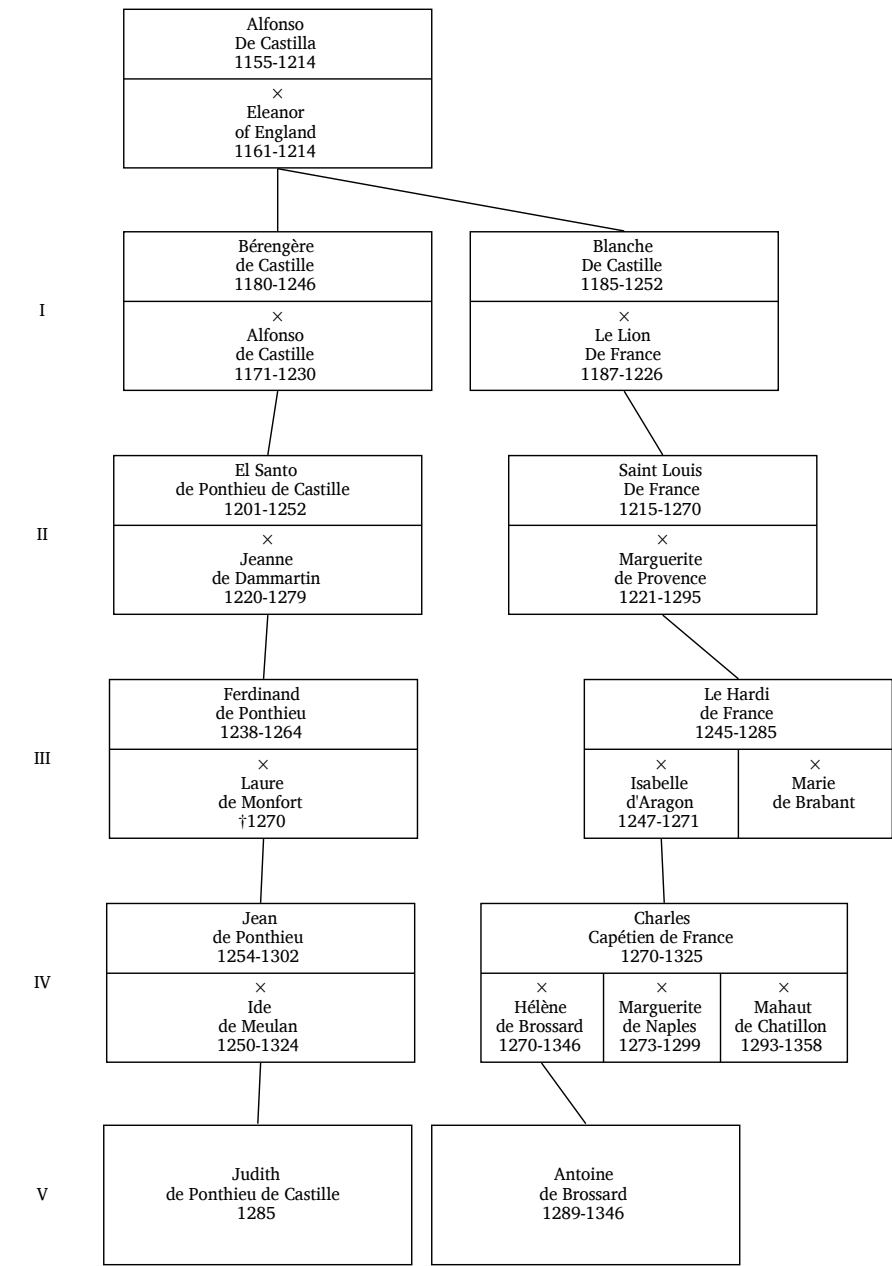 Alfonso
De Castilla
1155-1214
×
Eleanor
of England
1161-1214
I
Bérengère
de Castille
1180-1246
×
Alfonso
de Castille
1171-1230
Blanche
De Castille
1185-1252
×
Le Lion
De France
1187-1226
II
El Santo
de Ponthieu de Castille
1201-1252
×
Jeanne
de Dammartin
1220-1279
Saint Louis
De France
1215-1270
×
Marguerite
de Provence
1221-1295
III
Ferdinand
de Ponthieu
1238-1264
×
Laure
de Monfort
†1270
Le Hardi
de France
1245-1285
×
Isabelle
d'Aragon
1247-1271
×
Marie
de Brabant
IV
Jean
de Ponthieu
1254-1302
×
Ide
de Meulan
1250-1324
Charles
Capétien de France
1270-1325
×
Hélène
de Brossard
1270-1346
×
Marguerite
de Naples
1273-1299
×
Mahaut
de Chatillon
1293-1358
V
Judith
de Ponthieu de Castille
1285
Antoine
de Brossard
1289-1346